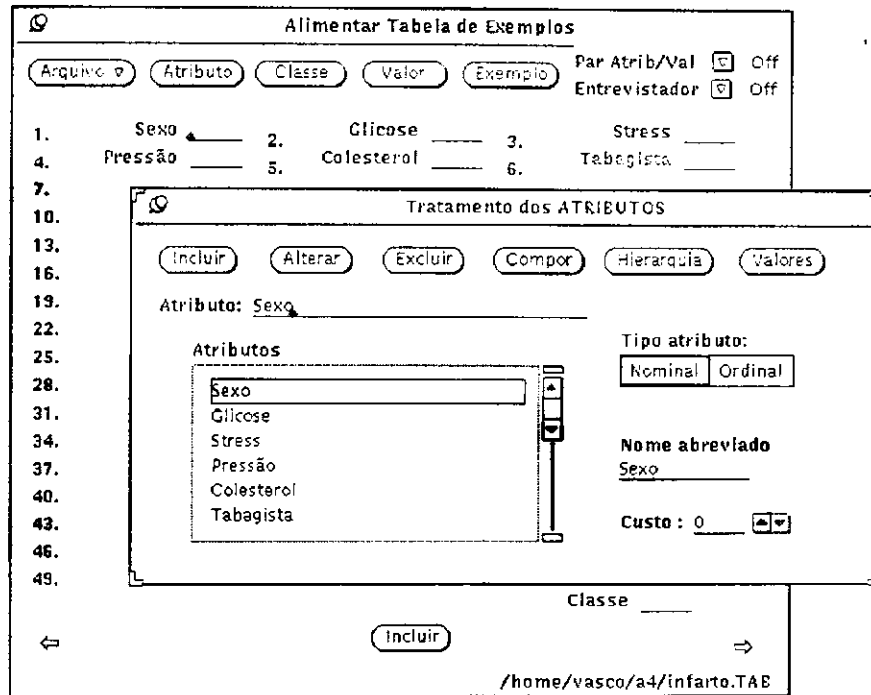 Alimentar Tabela de Exemplos
Arquivo Atributo Classe Valor Exemplo
Par Atrib/Val Off
Entrevistador Off
1. Sexo 2. Glicose 3. Stress
4. Pressão 5. Colesterol 6. Tabagista
7.
10.
13.
16.
19.
22.
25.
28.
31.
34.
37.
40.
43.
46.
49.
Tratamento dos ATRIBUTOS
Incluir Alterar Excluir Compor Hierarquia Valores
Atributo: Sexo
Atributos
Sexo
Glicose
Stress
Pressão
Colesterol
Tabagista
Tipo atributo:
Nominal Ordinal
Nome abreviado
Sexo
Custo : 0
Classe
Incluir
/home/vasco/a4/infarto.TAB